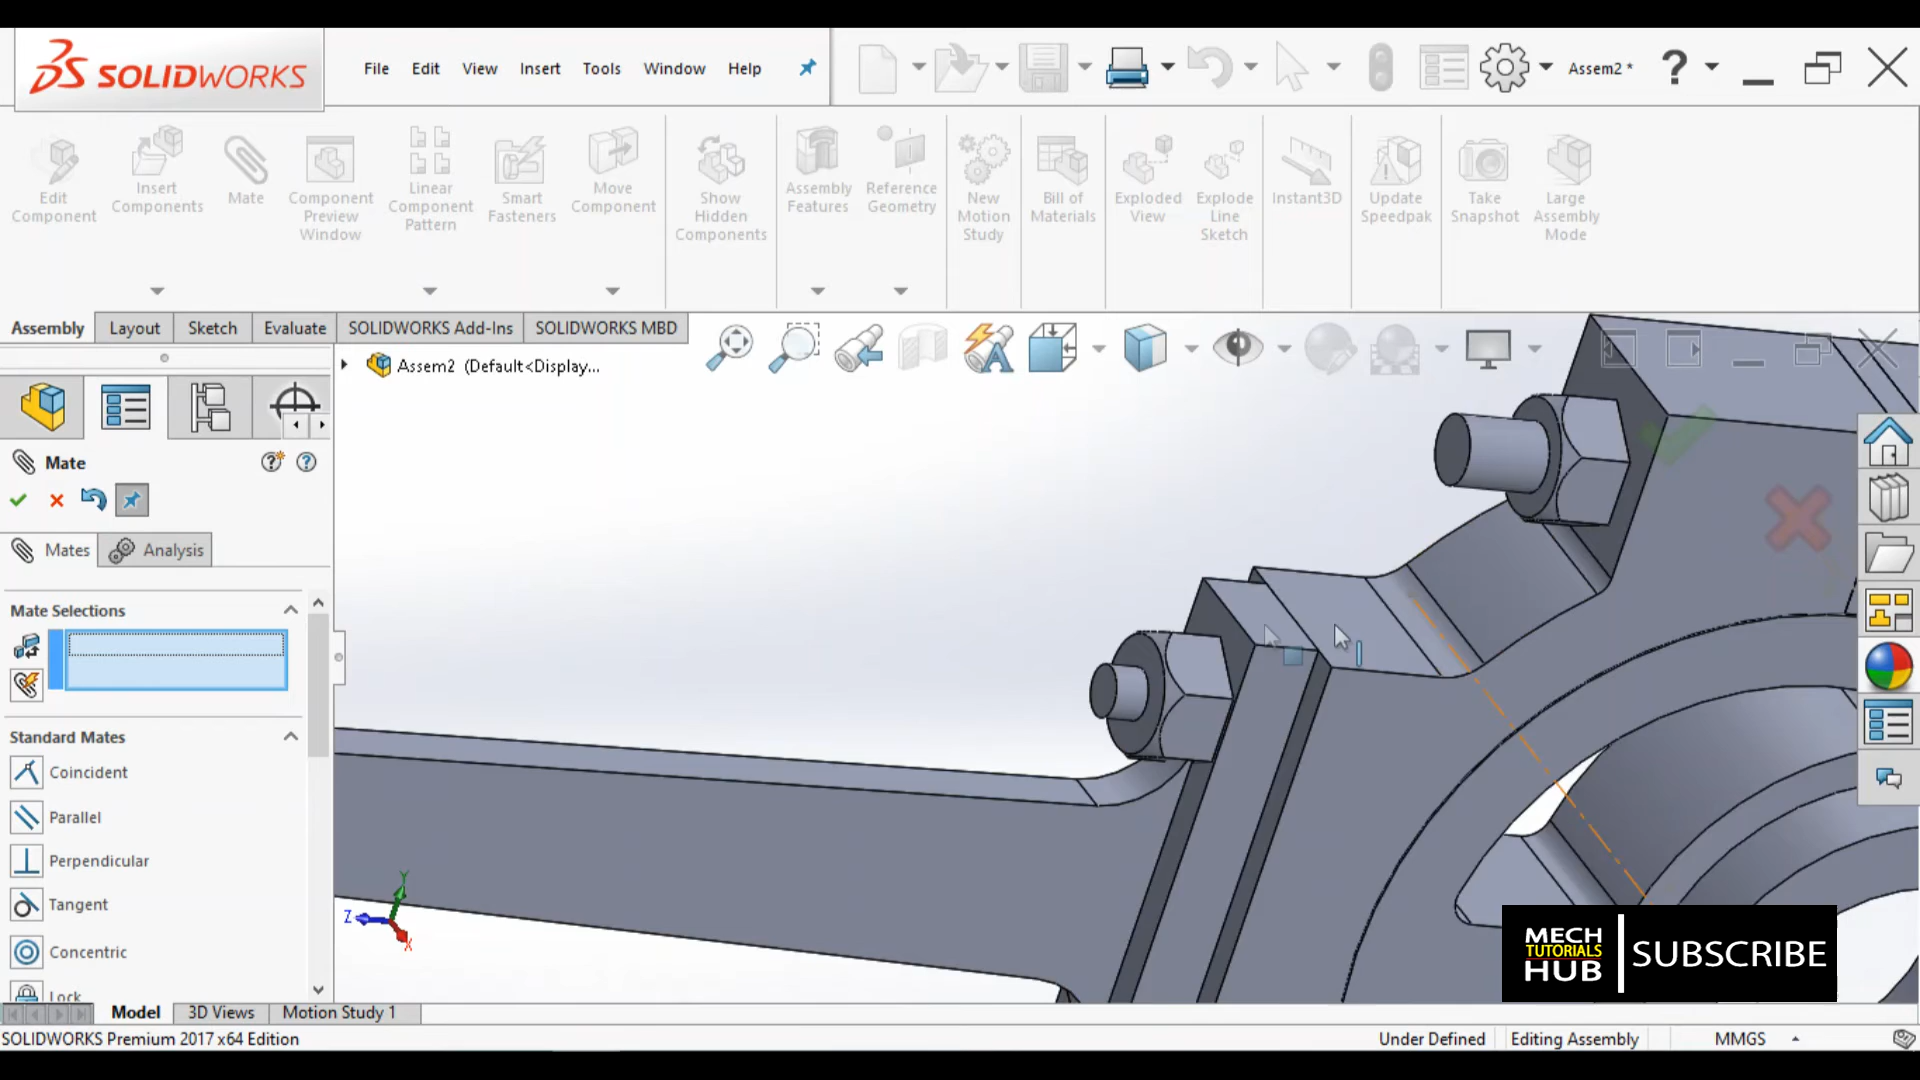 SOLIDWORKS
File Edit View Insert Tools Window Help
Assem2 *
?
Edit Component
Insert Components
Mate
Component Preview Window
Linear Component Pattern
Smart Fasteners
Move Component
Show Hidden Components
Assembly Features
Reference Geometry
New Motion Study
Bill of Materials
Exploded View
Explode Line Sketch
Instant3D
Update Speedpak
Take Snapshot
Large Assembly Mode
Assembly Layout Sketch Evaluate SOLIDWORKS Add-Ins SOLIDWORKS MBD
Assem2 (Default<Display...
Mate
Mates Analysis
Mate Selections
Standard Mates
Coincident
Parallel
Perpendicular
Tangent
Concentric
Lock
Y
Z
X
MECH
TUTORIALS
HUB
SUBSCRIBE
Model 3D Views Motion Study 1
SOLIDWORKS Premium 2017 x64 Edition
Under Defined Editing Assembly MMGS